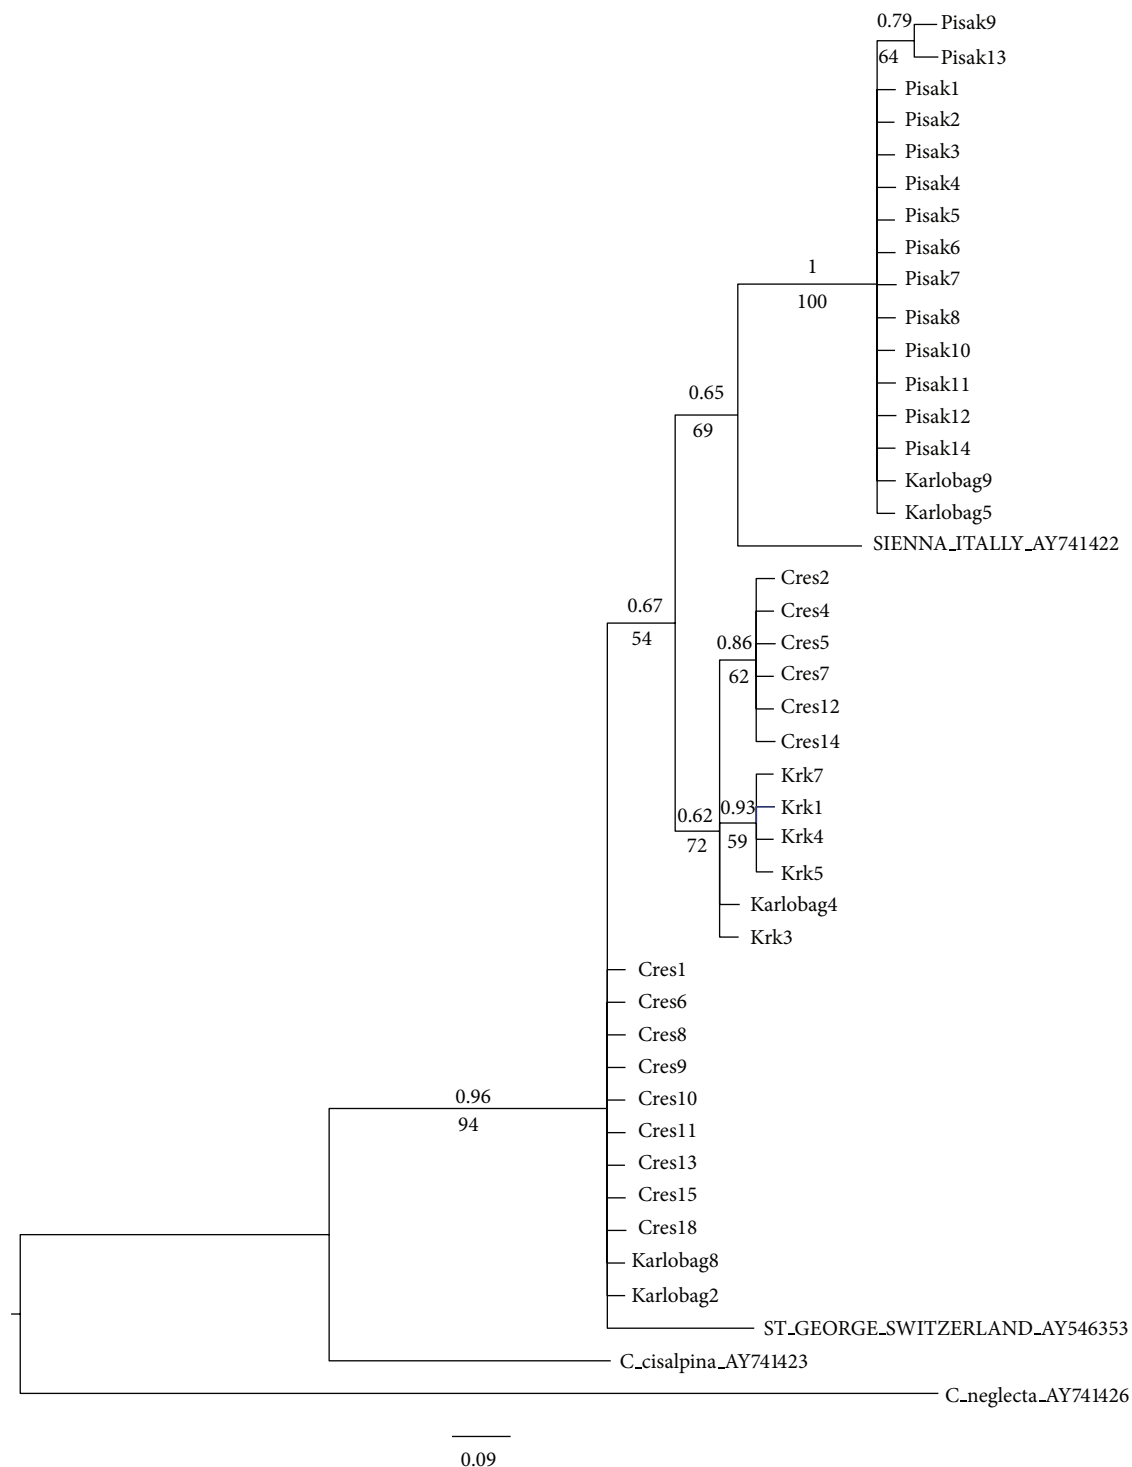 0.79
Pisak9
64
Pisak13
Pisak1
Pisak2
Pisak3
Pisak4
Pisak5
Pisak6
1
Pisak7
100
Pisak8
Pisak10
Pisak11
0.65
Pisak12
69
Pisak14
Karlobag9
Karlobag5
SIENNA_ITALLY_AY741422
Cres2
0.67
Cres4
54
0.86
Cres5
62
Cres7
Cres12
Cres14
Krk7
0.62
0.93
Krk1
72
59
Krk4
Krk5
Karlobag4
Krk3
Cres1
Cres6
Cres8
Cres9
0.96
Cres10
94
Cres11
Cres13
Cres15
Cres18
Karlobag8
Karlobag2
ST_GEORGE_SWITZERLAND_AY546353
C_cisalpina_AY741423
C_neglecta_AY741426
0.09